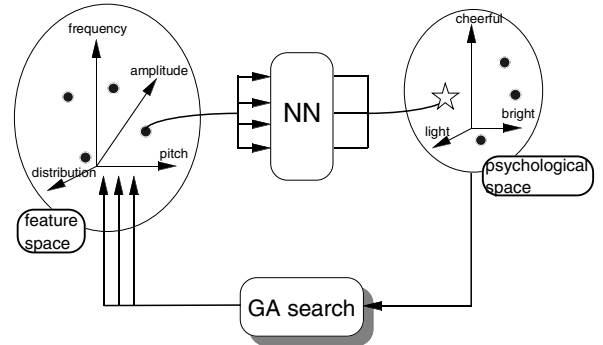 frequency
amplitude
pitch
distribution
feature
space
NN
cheerful
bright
light
psychological
space
GA search